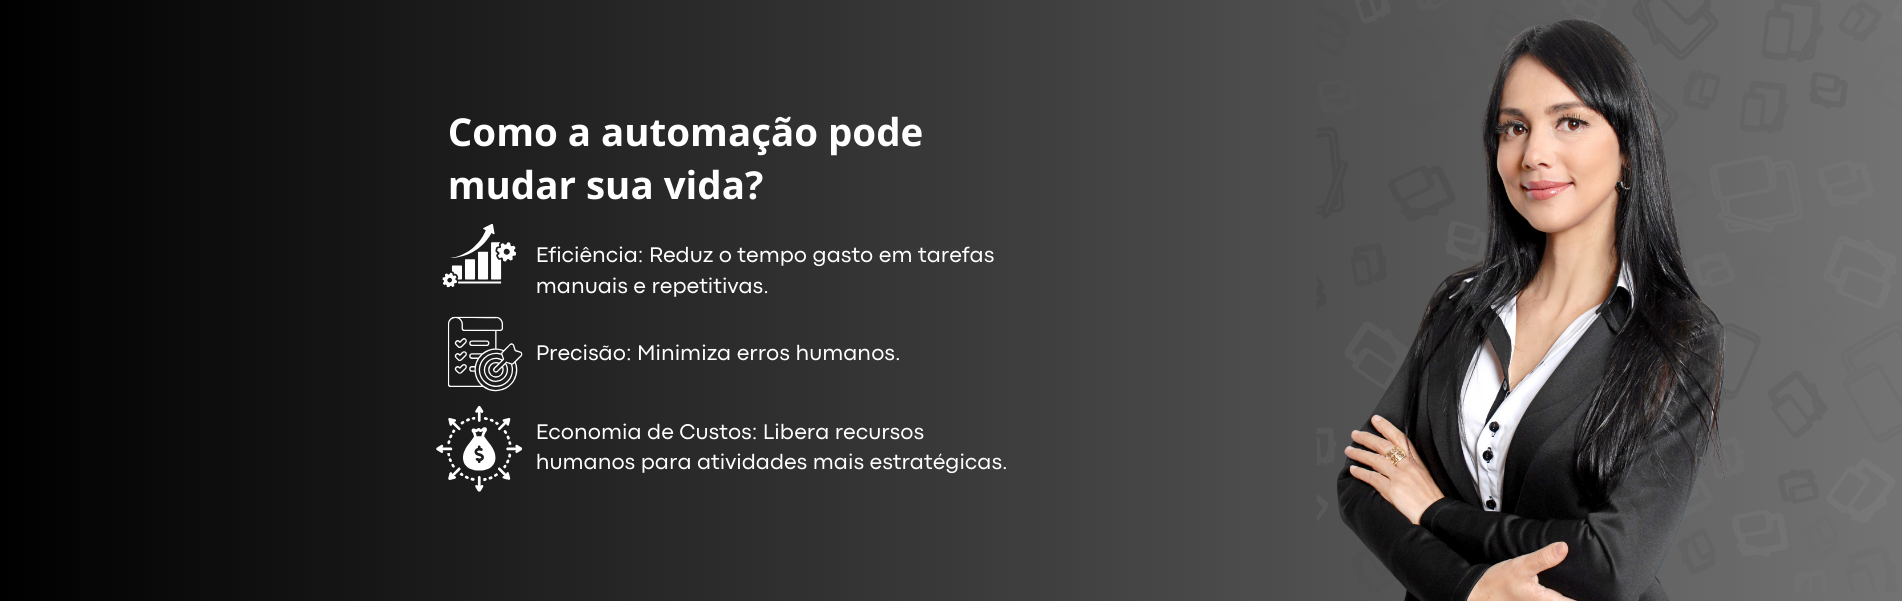 Como a automação pode
mudar sua vida?
Eficiência: Reduz o tempo gasto em tarefas
manuais e repetitivas.
Precisão: Minimiza erros humanos.
Economia de Custos: Libera recursos
humanos para atividades mais estratégicas.